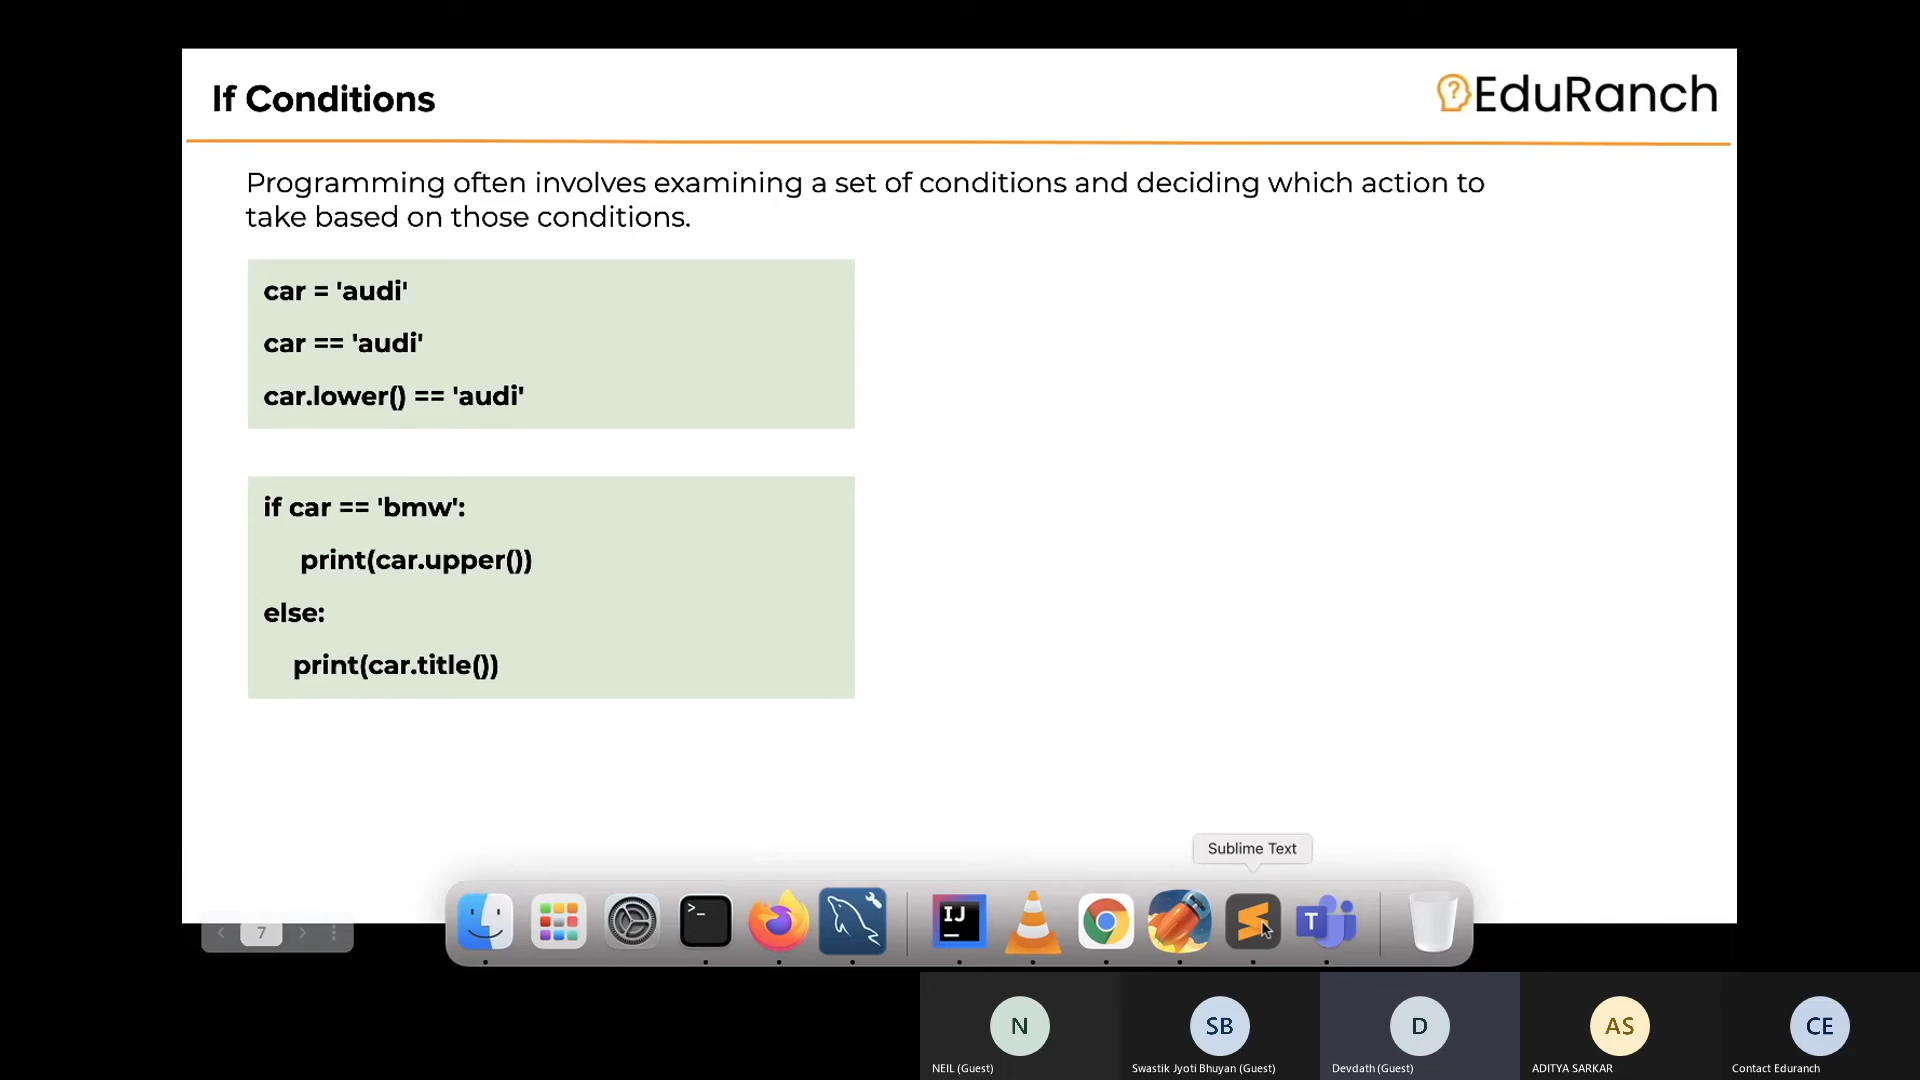 If Conditions
EduRanch
Programming often involves examining a set of conditions and deciding which action to
take based on those conditions.
car = 'audi'
car == 'audi'
car.lower() == 'audi'
if car == 'bmw':
print(car.upper())
else:
print(car.title())
Sublime Text
7
>_
IJ
T
N
SB
D
AS
CE
NEIL (Guest)
Swastik Jyoti Bhuyan (Guest)
Devdath (Guest)
ADITYA SARKAR
Contact Eduranch